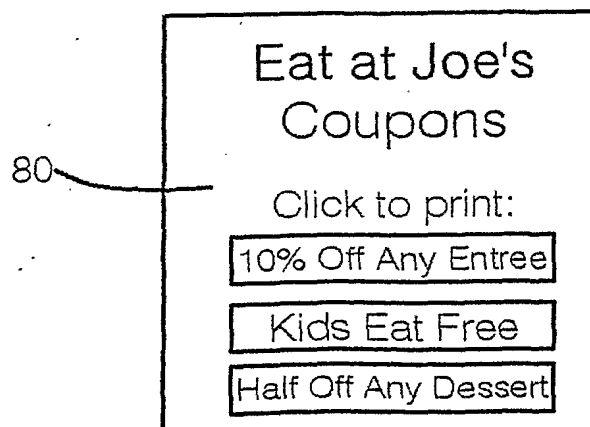 Eat at Joe's
Coupons
80
Click to print:
10% Off Any Entree
Kids Eat Free
Half Off Any Dessert